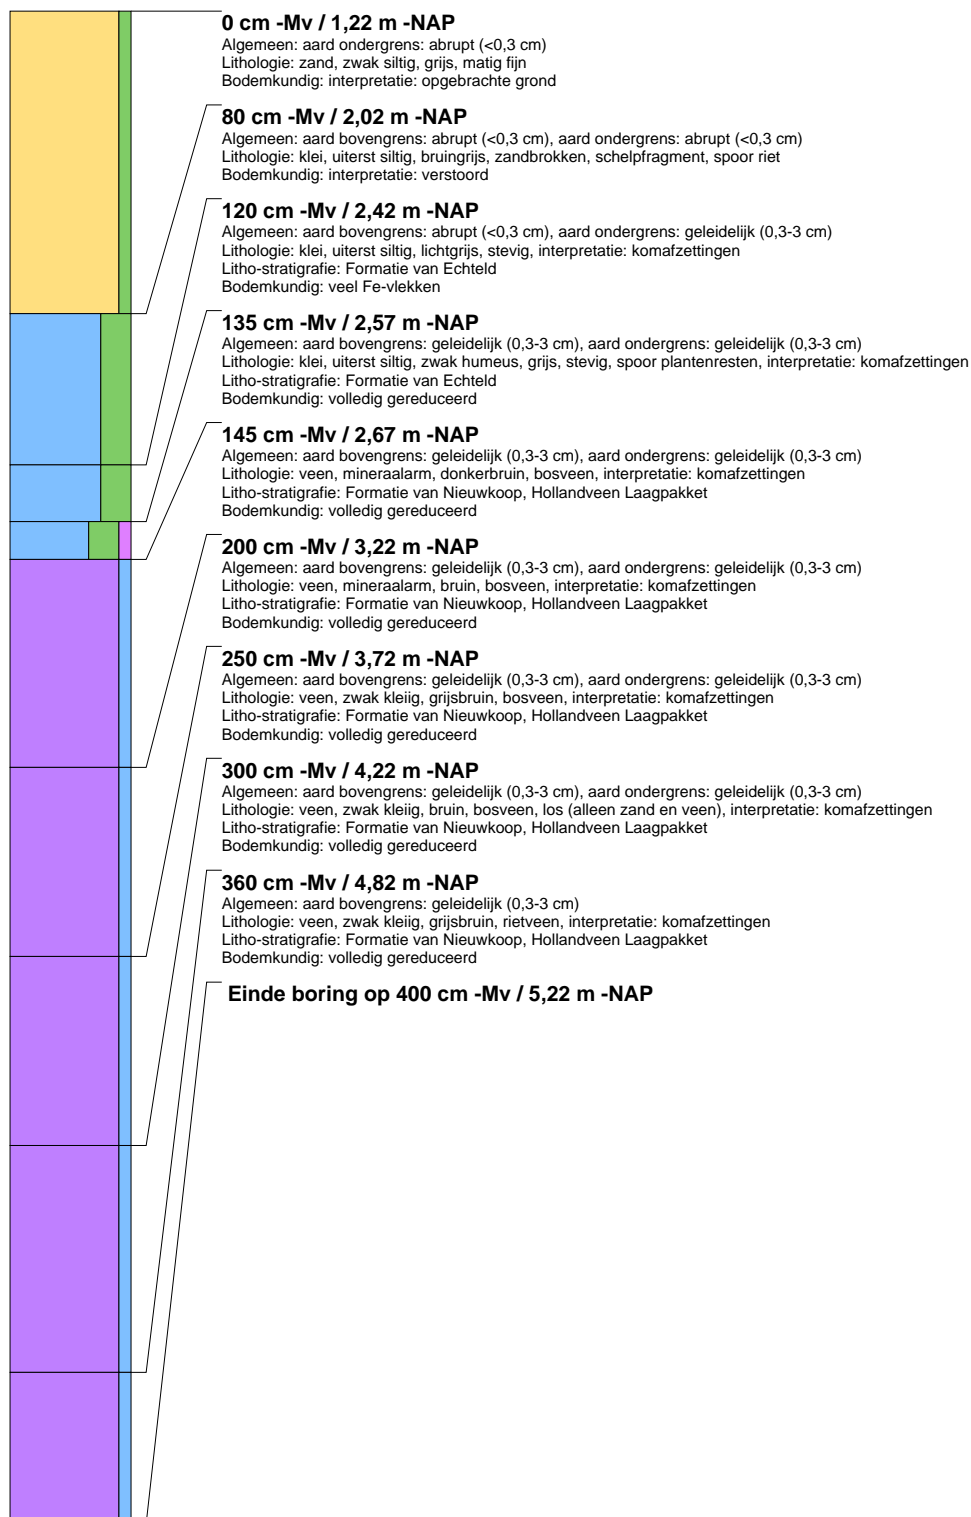 0 cm -Mv / 1,22 m -NAP
Algemeen: aard ondergrens: abrupt (<0,3 cm)
Lithologie: zand, zwak siltig, grijs, matig fijn
Bodemkundig: interpretatie: opgebrachte grond
80 cm -Mv / 2,02 m -NAP
Algemeen: aard bovengrens: abrupt (<0,3 cm), aard ondergrens: abrupt (<0,3 cm)
Lithologie: klei, uiterst siltig, bruingrijs, zandbrokken, schelpfragment, spoor riet
Bodemkundig: interpretatie: verstoord
120 cm -Mv / 2,42 m -NAP
Algemeen: aard bovengrens: abrupt (<0,3 cm), aard ondergrens: geleidelijk (0,3-3 cm)
Lithologie: klei, uiterst siltig, lichtgrijs, stevig, interpretatie: komafzettingen
Litho-stratigrafie: Formatie van Echteld
Bodemkundig: veel Fe-vlekken
135 cm -Mv / 2,57 m -NAP
Algemeen: aard bovengrens: geleidelijk (0,3-3 cm), aard ondergrens: geleidelijk (0,3-3 cm)
Lithologie: klei, uiterst siltig, zwak humeus, grijs, stevig, spoor plantenresten, interpretatie: komafzettingen
Litho-stratigrafie: Formatie van Echteld
Bodemkundig: volledig gereduceerd
145 cm -Mv / 2,67 m -NAP
Algemeen: aard bovengrens: geleidelijk (0,3-3 cm), aard ondergrens: geleidelijk (0,3-3 cm)
Lithologie: veen, mineraalarm, donkerbruin, bosveen, interpretatie: komafzettingen
Litho-stratigrafie: Formatie van Nieuwkoop, Hollandveen Laagpakket
Bodemkundig: volledig gereduceerd
200 cm -Mv / 3,22 m -NAP
Algemeen: aard bovengrens: geleidelijk (0,3-3 cm), aard ondergrens: geleidelijk (0,3-3 cm)
Lithologie: veen, mineraalarm, bruin, bosveen, interpretatie: komafzettingen
Litho-stratigrafie: Formatie van Nieuwkoop, Hollandveen Laagpakket
Bodemkundig: volledig gereduceerd
250 cm -Mv / 3,72 m -NAP
Algemeen: aard bovengrens: geleidelijk (0,3-3 cm), aard ondergrens: geleidelijk (0,3-3 cm)
Lithologie: veen, zwak kleiig, grijsbruin, bosveen, interpretatie: komafzettingen
Litho-stratigrafie: Formatie van Nieuwkoop, Hollandveen Laagpakket
Bodemkundig: volledig gereduceerd
300 cm -Mv / 4,22 m -NAP
Algemeen: aard bovengrens: geleidelijk (0,3-3 cm), aard ondergrens: geleidelijk (0,3-3 cm)
Lithologie: veen, zwak kleiig, bruin, bosveen, los (alleen zand en veen), interpretatie: komafzettingen
Litho-stratigrafie: Formatie van Nieuwkoop, Hollandveen Laagpakket
Bodemkundig: volledig gereduceerd
360 cm -Mv / 4,82 m -NAP
Algemeen: aard bovengrens: geleidelijk (0,3-3 cm)
Lithologie: veen, zwak kleiig, grijsbruin, rietveen, interpretatie: komafzettingen
Litho-stratigrafie: Formatie van Nieuwkoop, Hollandveen Laagpakket
Bodemkundig: volledig gereduceerd
Einde boring op 400 cm -Mv / 5,22 m -NAP